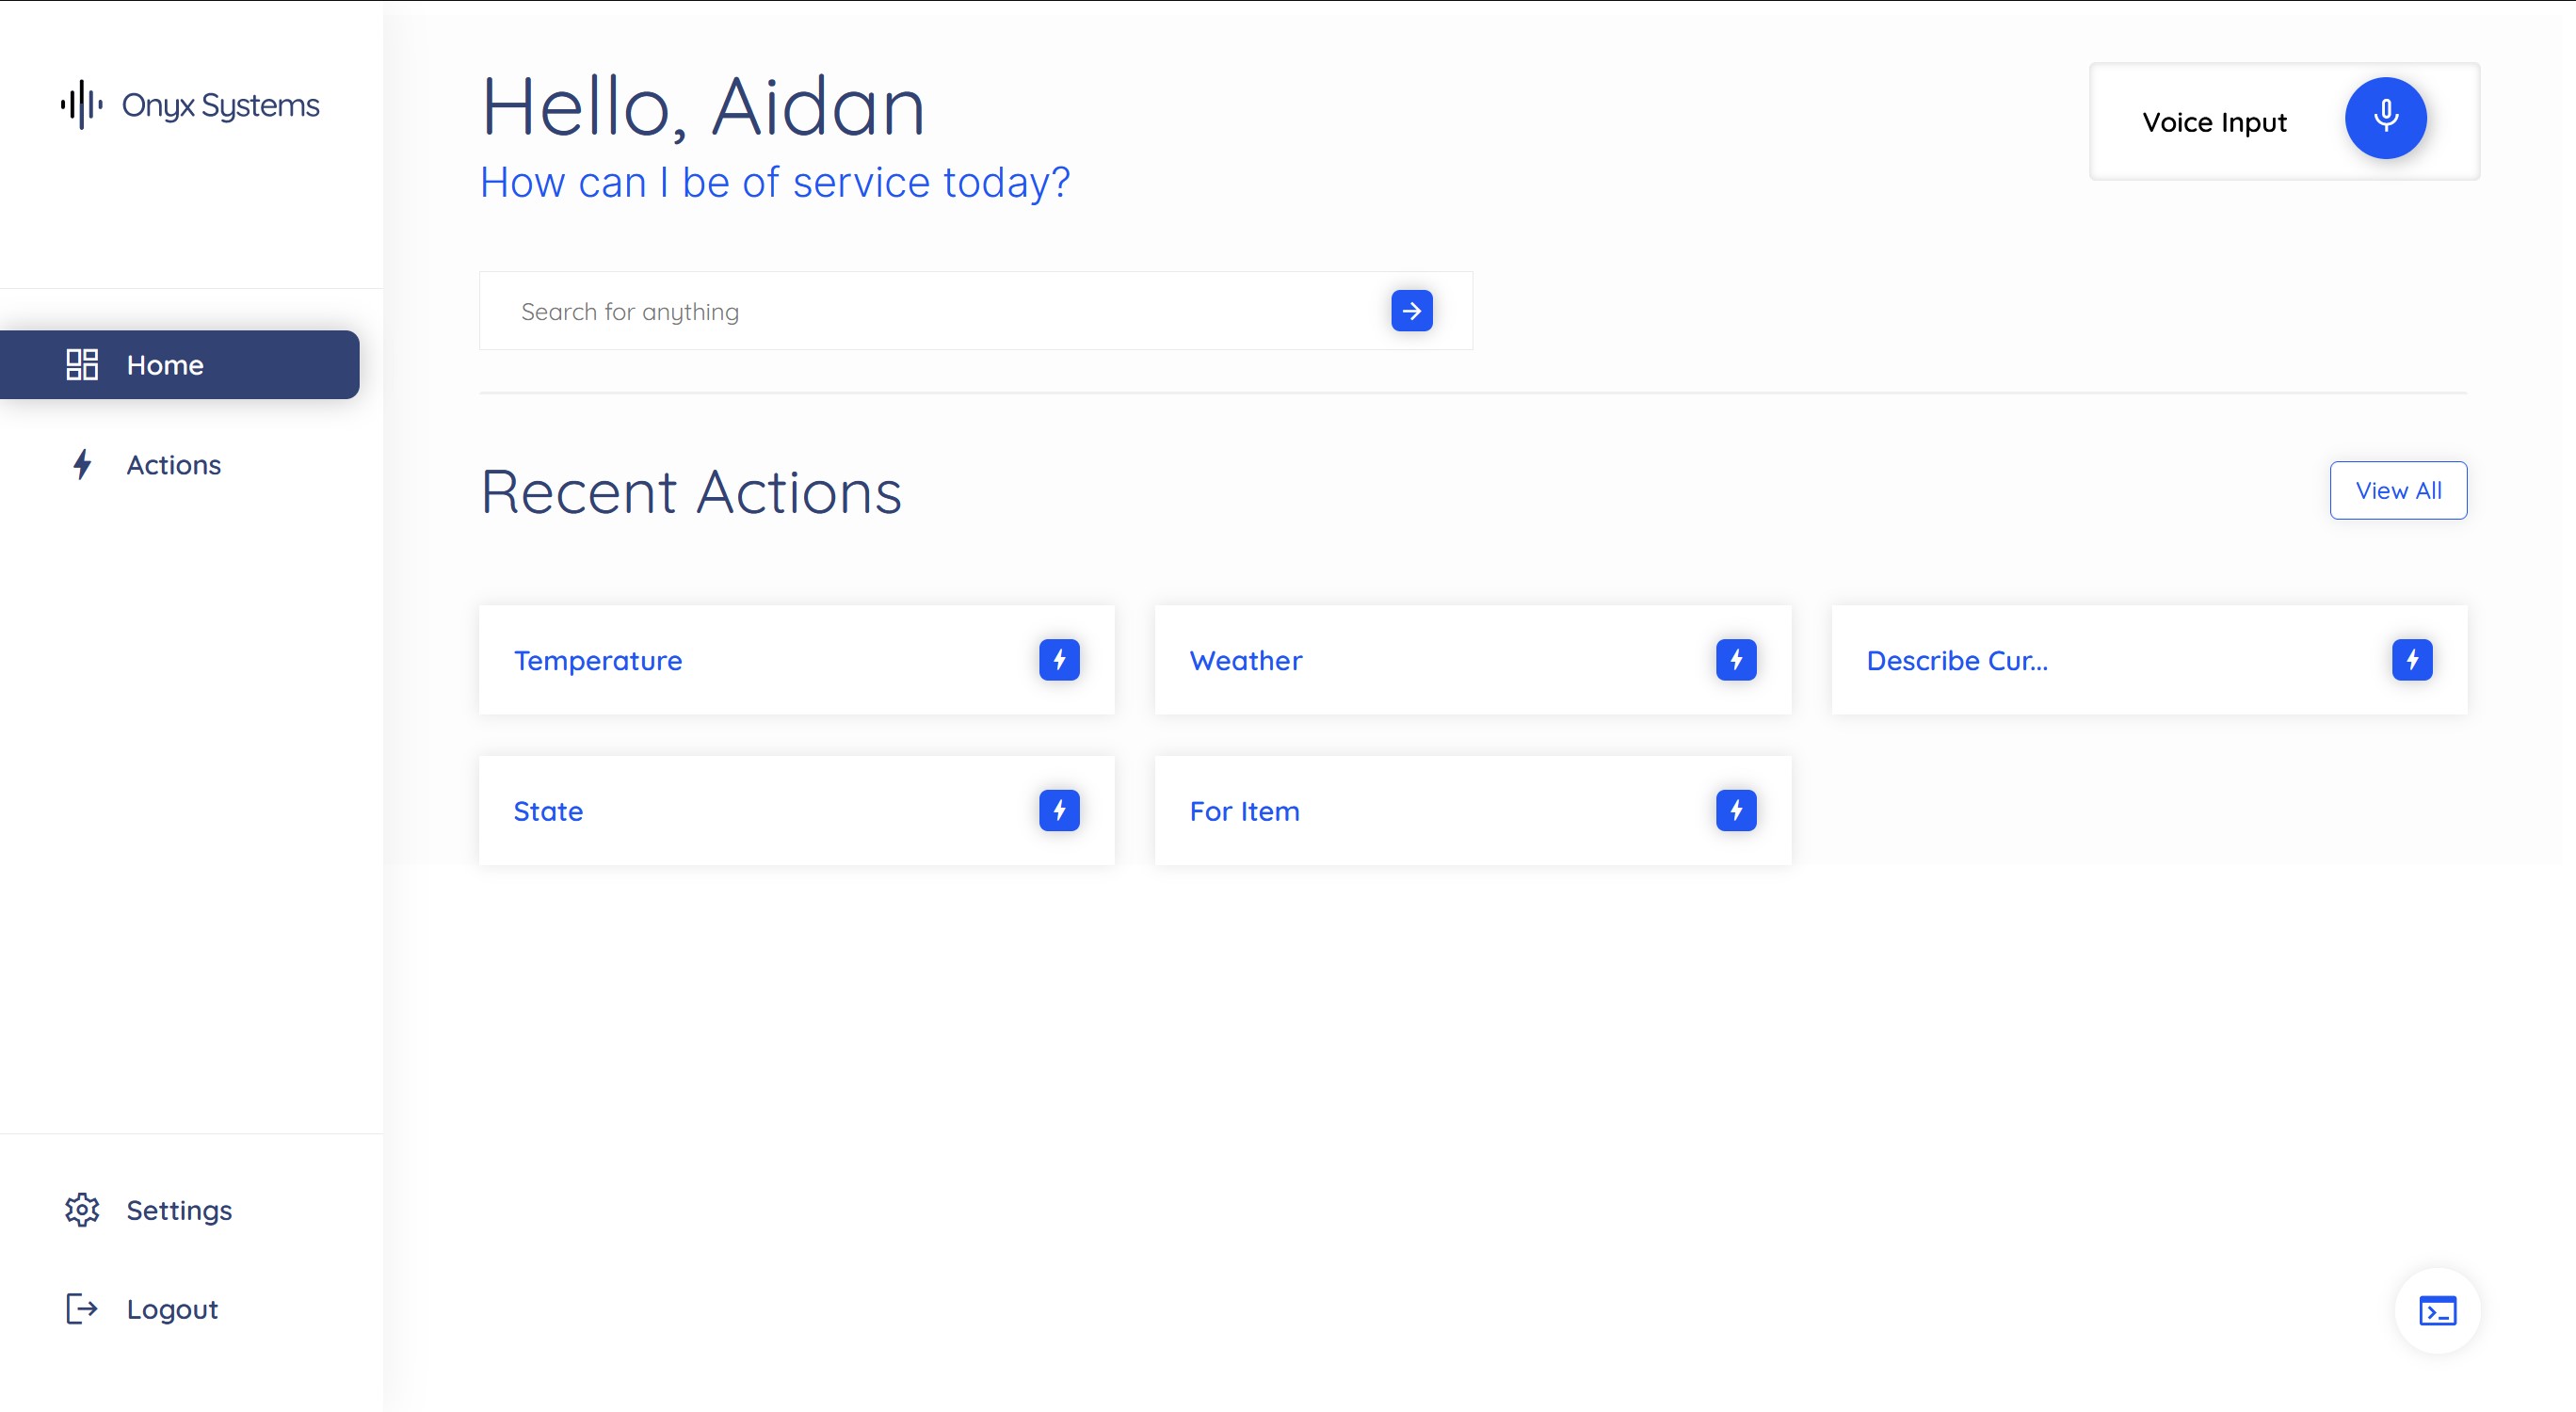 Onyx Systems
Hello, Aidan
How can I be of service today?
Voice Input
Search for anything
Home
Actions
Recent Actions
View All
Temperature
Weather
Describe Cur...
State
For Item
Settings
Logout